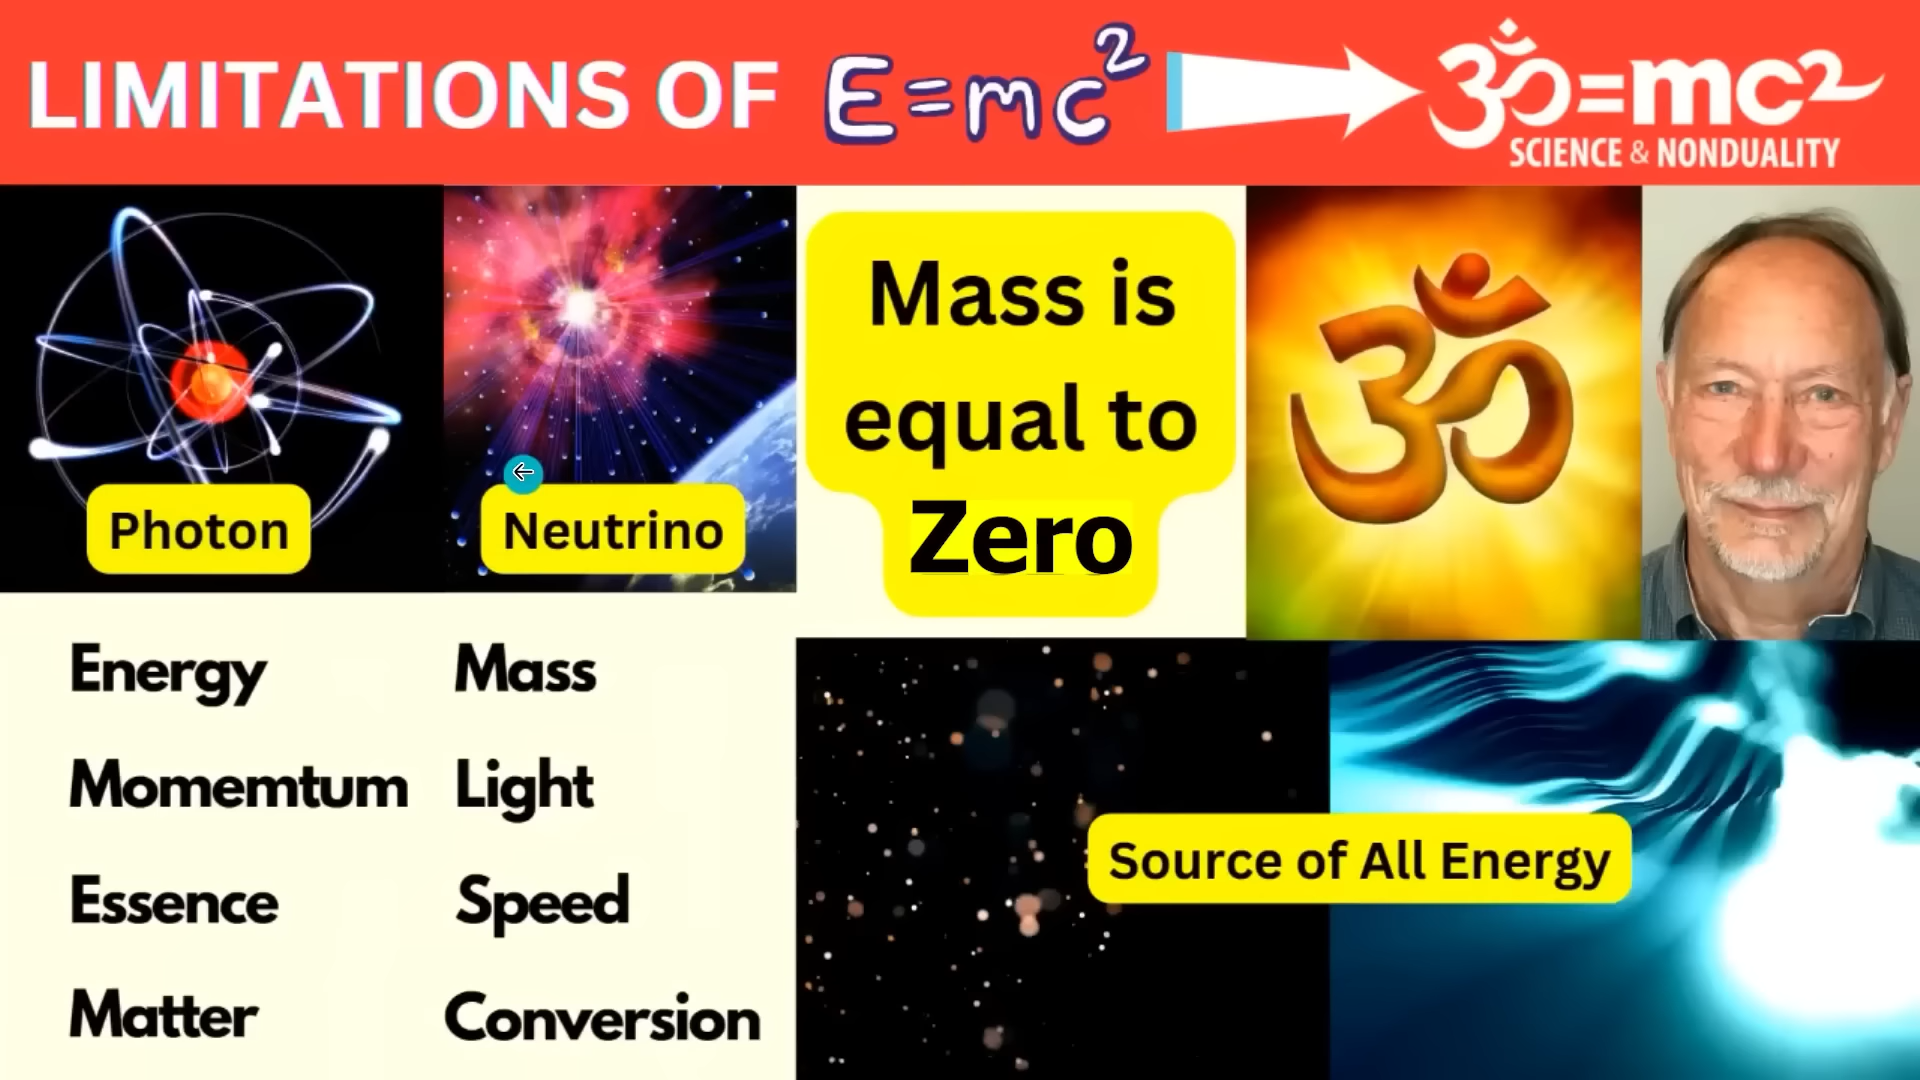 LIMITATIONS OF E=mc²
ॐ=mc²
SCIENCE & NONDUALITY
Photon
Neutrino
Mass is
equal to
Zero
Energy
Mass
Momemtum
Light
Essence
Speed
Matter
Conversion
Source of All Energy